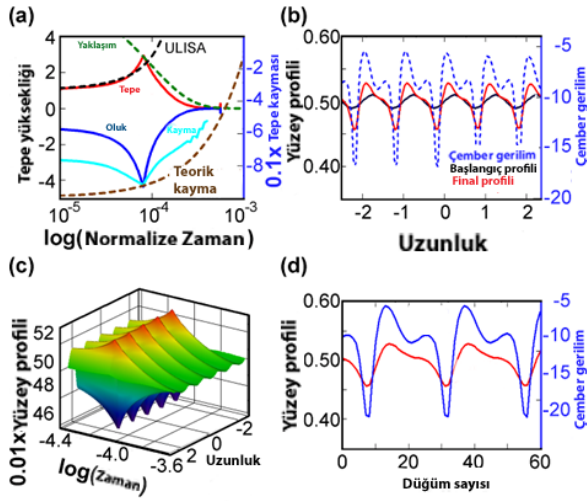 (a)
Tepe yüksekliği
4
2
0
-2
-4
Yaklaşım
ULISA
Tepe
Oluk
Kayma
Teorik
kayma
-2
-4
-6
-8
0.1x Tepe kayması
10⁻⁵
10⁻⁴
10⁻³
log(Normalize Zaman)
(b)
Yüzey profili
0.60
0.50
0.40
Çember gerilim
Başlangıç profili
Final profili
-5
-10
-15
-20
Çember gerilim
-2
-1
0
1
2
Uzunluk
(c)
0.01x Yüzey profili
52
50
48
46
-4.4
-4.0
-3.6
log(Zaman)
2
0
-2
Uzunluk
(d)
Yüzey profili
0.60
0.50
0.40
-5
-10
-15
-20
Çember gerilim
0
20
40
60
Düğüm sayısı